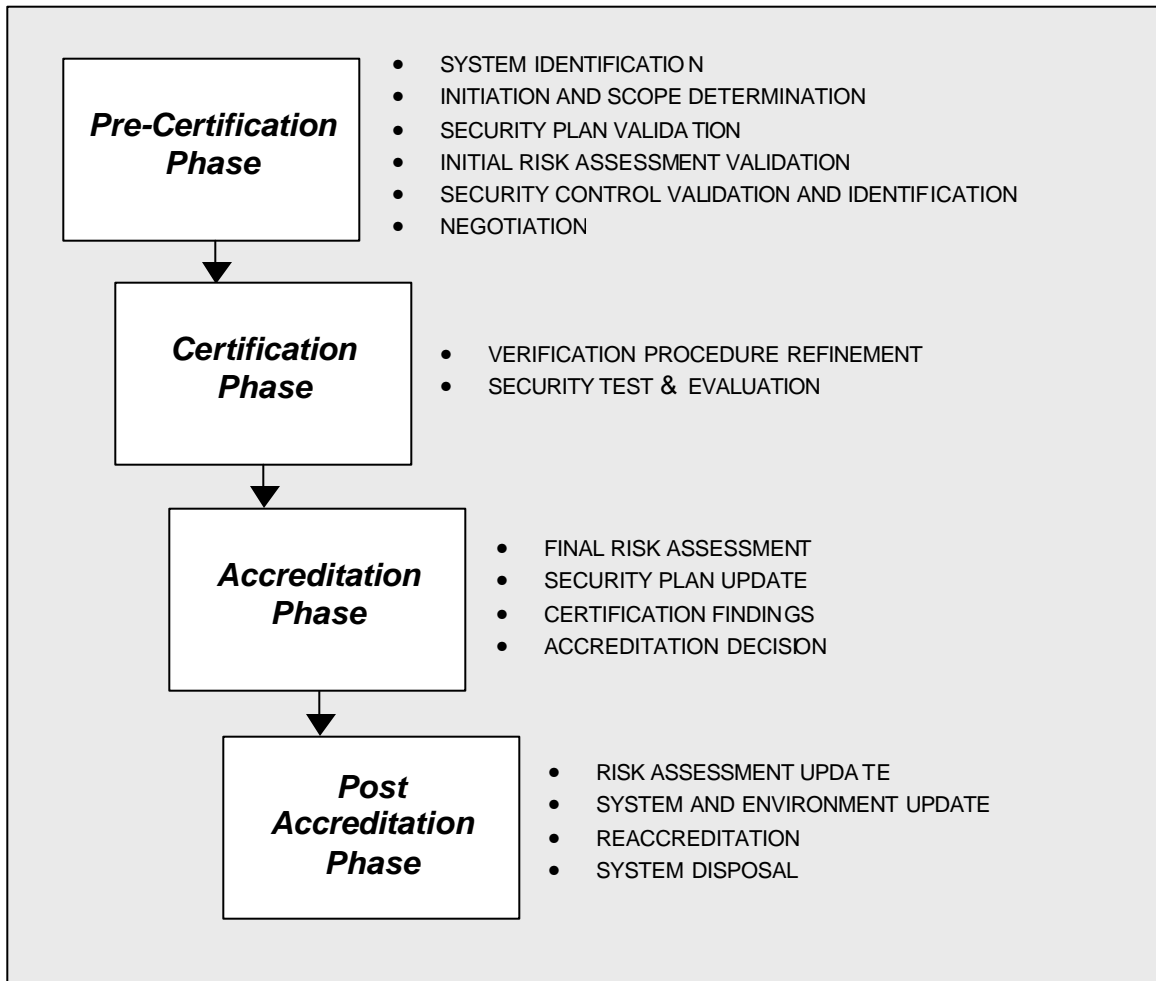 Pre-Certification
Phase
• SYSTEM IDENTIFICATION
• INITIATION AND SCOPE DETERMINATION
• SECURITY PLAN VALIDATION
• INITIAL RISK ASSESSMENT VALIDATION
• SECURITY CONTROL VALIDATION AND IDENTIFICATION
• NEGOTIATION
Certification
Phase
• VERIFICATION PROCEDURE REFINEMENT
• SECURITY TEST & EVALUATION
Accreditation
Phase
• FINAL RISK ASSESSMENT
• SECURITY PLAN UPDATE
• CERTIFICATION FINDINGS
• ACCREDITATION DECISION
Post
Accreditation
Phase
• RISK ASSESSMENT UPDATE
• SYSTEM AND ENVIRONMENT UPDATE
• REACCREDITATION
• SYSTEM DISPOSAL